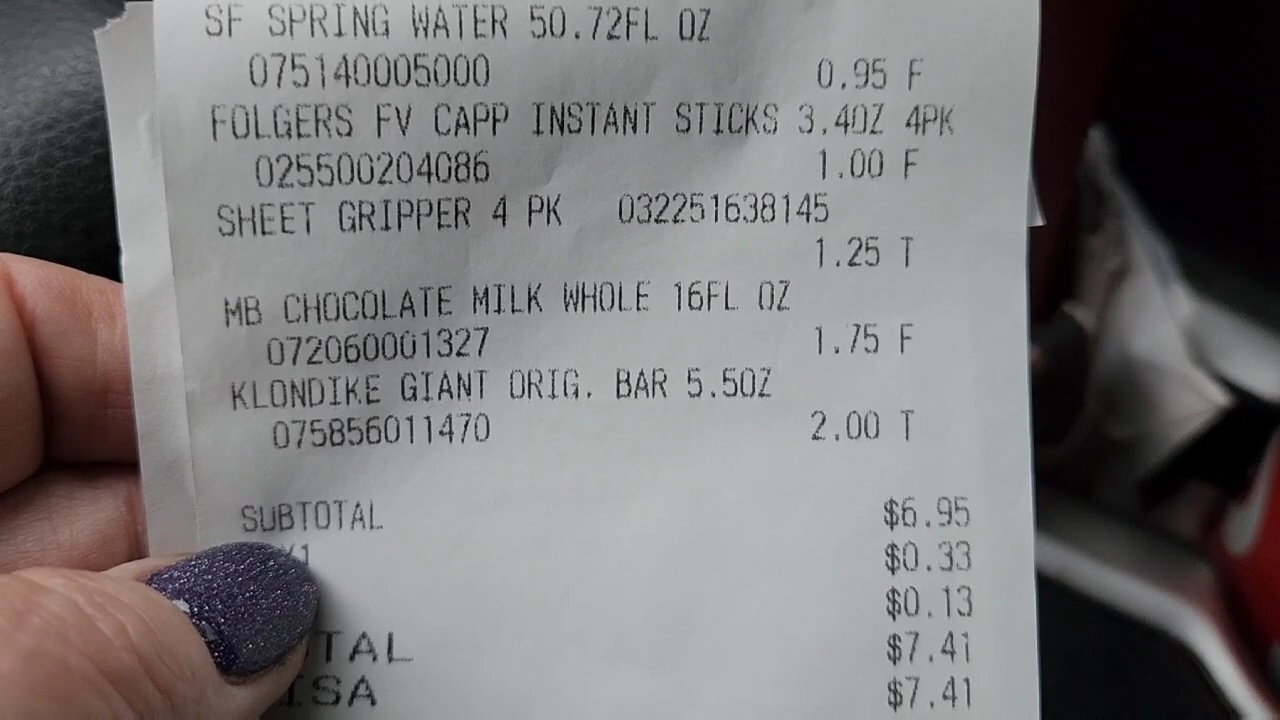 SF SPRING WATER 50.72FL OZ
075140005000 0.95 F
FOLGERS FV CAPP INSTANT STICKS 3.4OZ 4PK
025500204086 1.00 F
SHEET GRIPPER 4 PK 032251638145
1.25 T
MB CHOCOLATE MILK WHOLE 16FL OZ
072060001327 1.75 F
KLONDIKE GIANT ORIG. BAR 5.5OZ
075856011470 2.00 T
SUBTOTAL $6.95
$0.33
$0.13
$7.41
$7.41